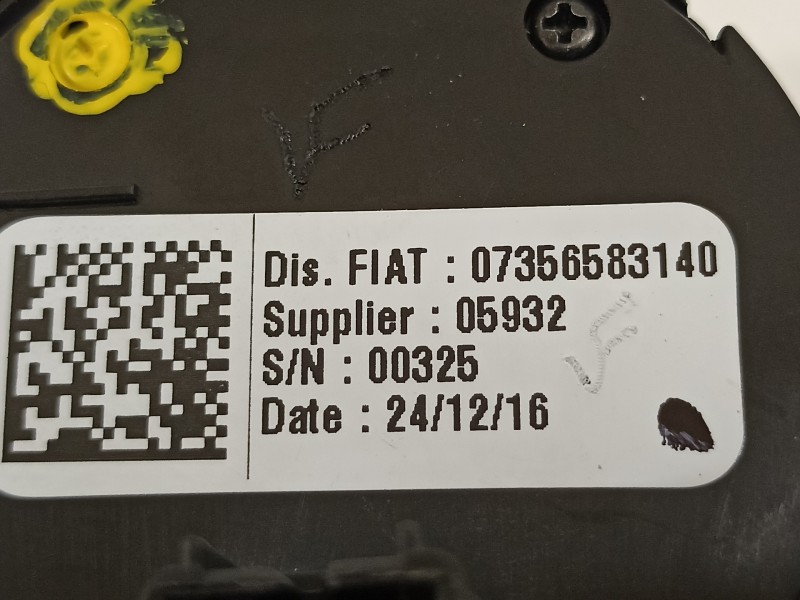 Dis. FIAT : 07356583140
Supplier : 05932
S/N : 00325
Date : 24/12/16